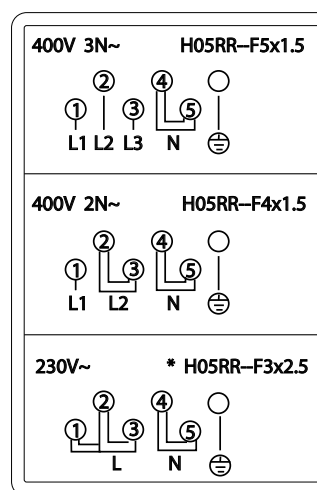 400V 3N~ H05RR--F5x1.5
2 4
1 3 5
L1 L2 L3 N
400V 2N~ H05RR--F4x1.5
2 4
1 3 5
L1 L2 N
230V~ * H05RR--F3x2.5
2 4
1 3 5
L N